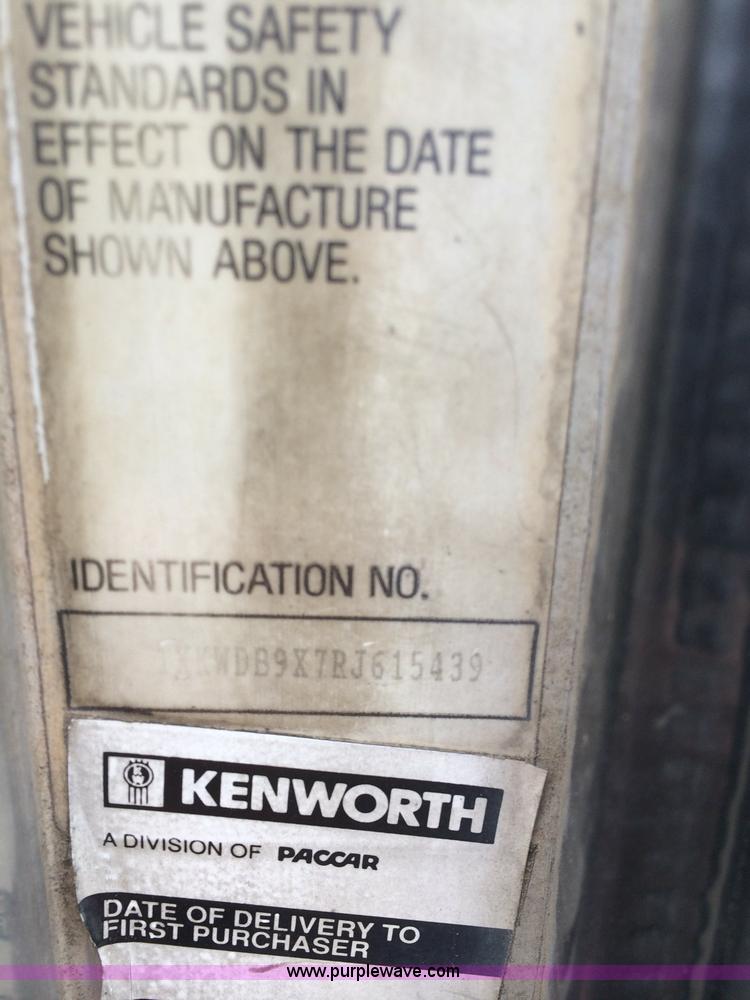 VEHICLE SAFETY
STANDARDS IN
EFFECT ON THE DATE
OF MANUFACTURE
SHOWN ABOVE.
IDENTIFICATION NO.
1XKWDB9X7RJ615439
KENWORTH
A DIVISION OF PACCAR
DATE OF DELIVERY TO
FIRST PURCHASER
www.purplewave.com